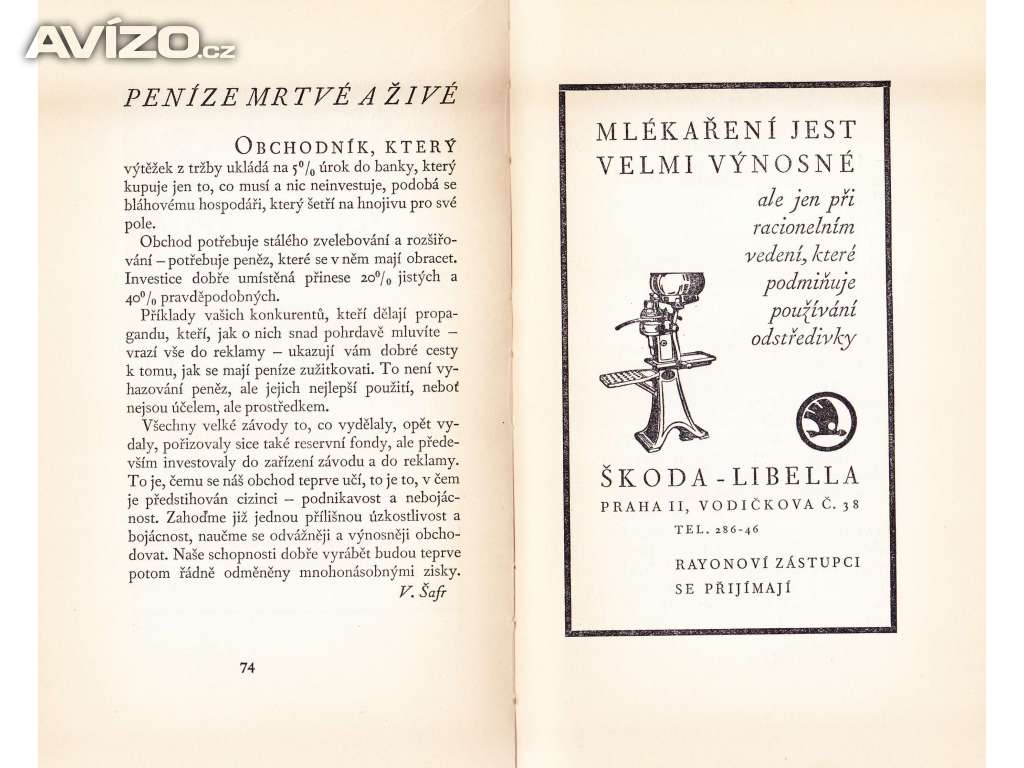 AVÍZO.cz
PENÍZE MRTVÉ A ŽIVÉ
OBCHODNÍK, KTERÝ
výtěžek z tržby ukládá na 5% úrok do banky, který
kupuje jen to, co musí a nic neinvestuje, podobá se
bláhovému hospodáři, který šetří na hnojivu pro své
pole.
Obchod potřebuje stálého zvelebování a rozšiřo-
vání – potřebuje peněz, které se v něm mají obracet.
Investice dobře umístěná přinese 20% jistých a
40% pravděpodobných.
Příklady vašich konkurentů, kteří dělají propa-
gandu, kteří, jak o nich snad pohrdavě mluvíte –
vrazí vše do reklamy – ukazují vám dobré cesty
k tomu, jak se mají peníze zužitkovati. To není vy-
hazování peněz, ale jejich nejlepší použití, neboť
nejsou účelem, ale prostředkem.
Všechny velké závody to, co vydělaly, opět vy-
daly, pořizovaly sice také reservní fondy, ale přede-
vším investovaly do zařízení závodu a do reklamy.
To je, čemu se náš obchod teprve učí, to je to, v čem
je předstihován cizinci – podnikavost a nebojác-
nost. Zahoďme již jednou přílišnou úzkostlivost a
bojácnost, naučme se odvážněji a výnosněji obcho-
dovat. Naše schopnosti dobře vyrábět budou teprve
potom řádně odměněny mnohonásobnými zisky.
V. Šafr
74
MLÉKAŘENÍ JEST
VELMI VÝNOSNÉ
ale jen při
racionelním
vedení, které
podmiňuje
používání
odstředivky
ŠKODA - LIBELLA
PRAHA II, VODIČKOVA Č. 38
TEL. 286-46
RAYONOVÍ ZÁSTUPCI
SE PŘIJÍMAJÍ